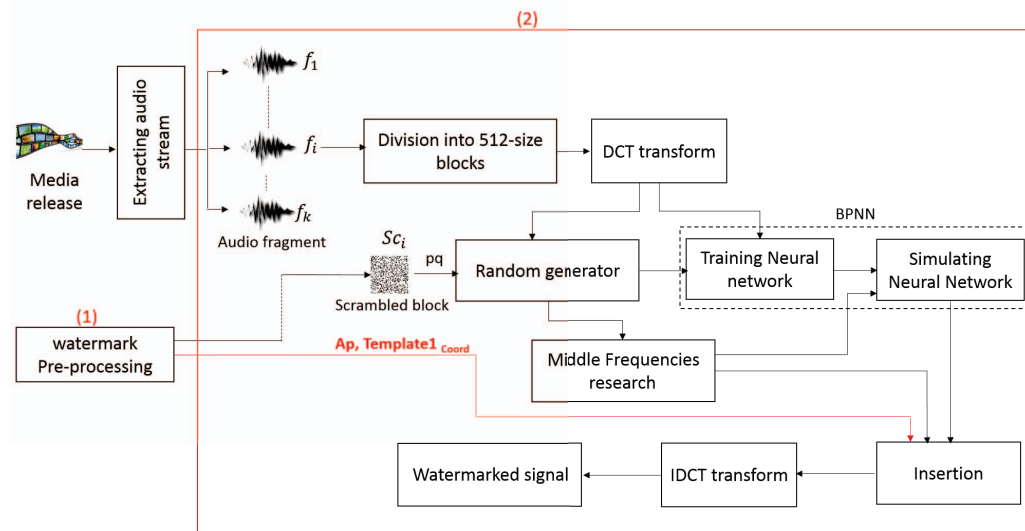 (2)
f1
Extracting audio
stream
fi
Division into 512-size
blocks
DCT transform
Media
release
fk
Audio fragment
BPNN
Sci
pq
Random generator
Training Neural
network
Simulating
Neural Network
Scrambled block
(1)
watermark
Pre-processing
Ap, Template1 Coord
Middle Frequencies
research
Watermarked signal
IDCT transform
Insertion